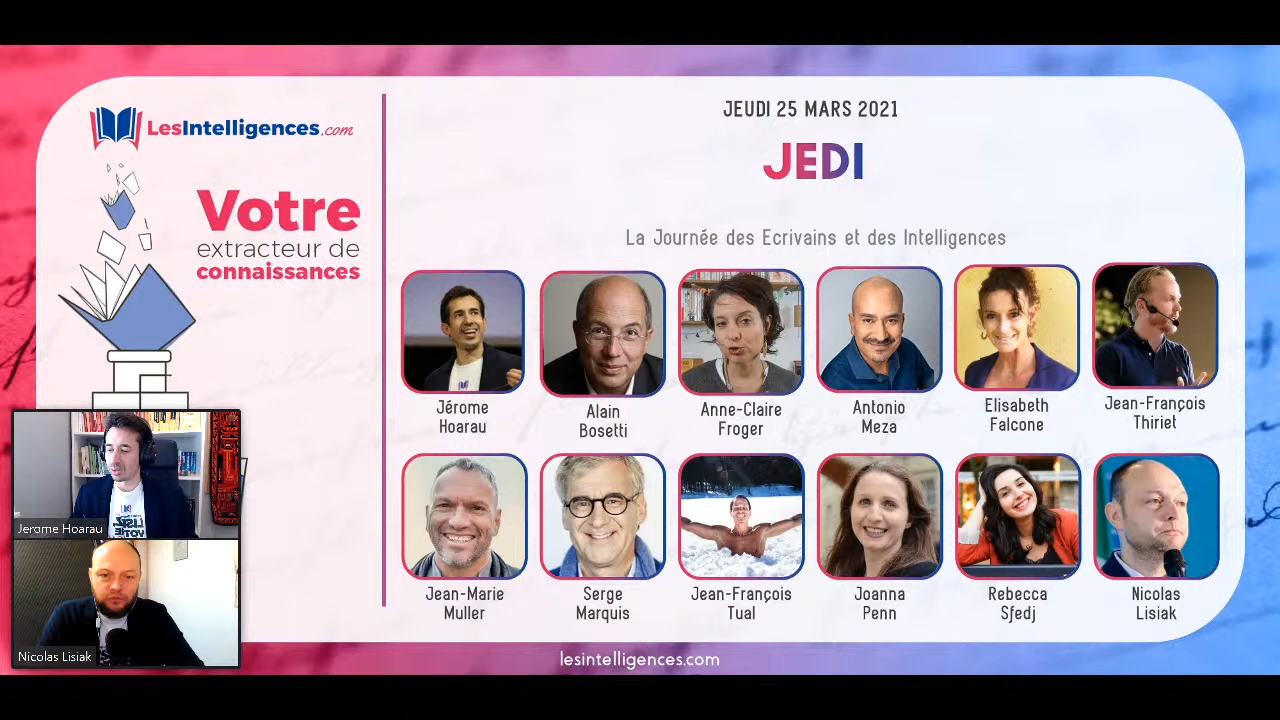 LesIntelligences.com
Votre
extracteur de
connaissances
JEUDI 25 MARS 2021
JEDI
La Journée des Ecrivains et des Intelligences
Jérome
Hoarau
Alain
Bosetti
Anne-Claire
Froger
Antonio
Meza
Elisabeth
Falcone
Jean-François
Thiriet
Jean-Marie
Muller
Serge
Marquis
Jean-François
Tual
Joanna
Penn
Rebecca
Sfedj
Nicolas
Lisiak
Jerome Hoarau
Nicolas Lisiak
lesintelligences.com